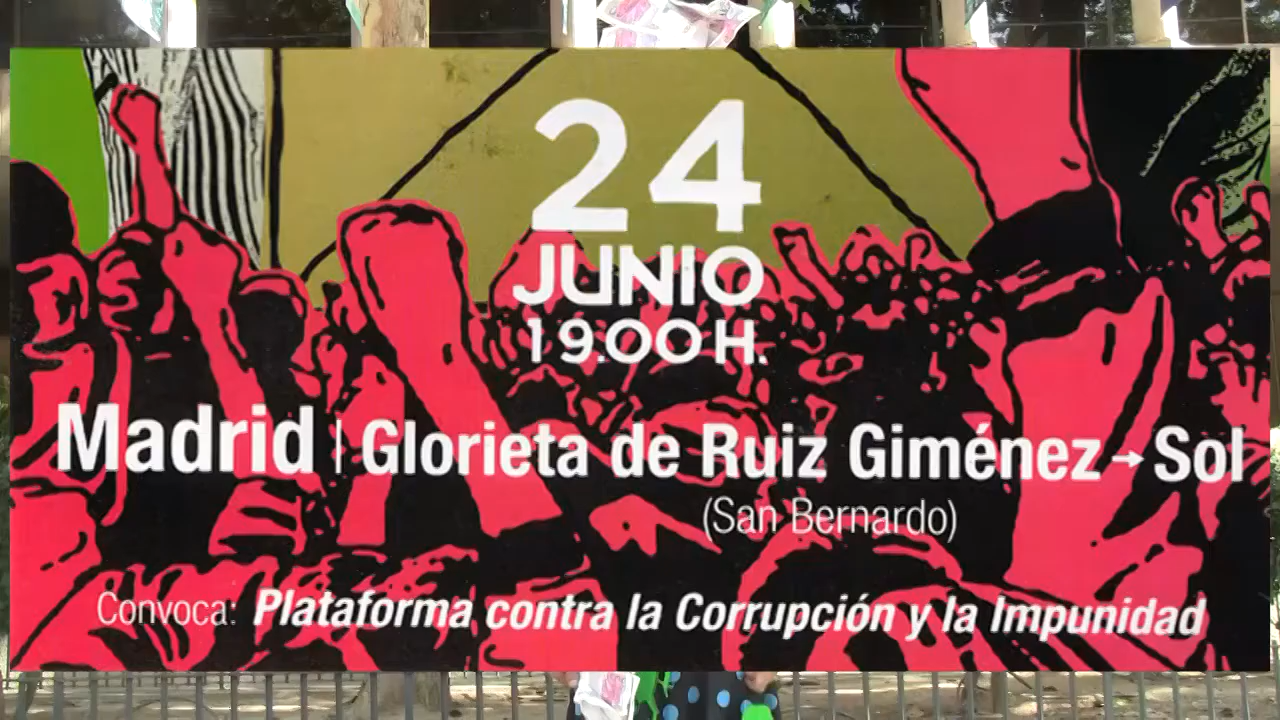 24
JUNIO
19.00 H.
Madrid | Glorieta de Ruiz Giménez → Sol
(San Bernardo)
Convoca: Plataforma contra la Corrupción y la Impunidad